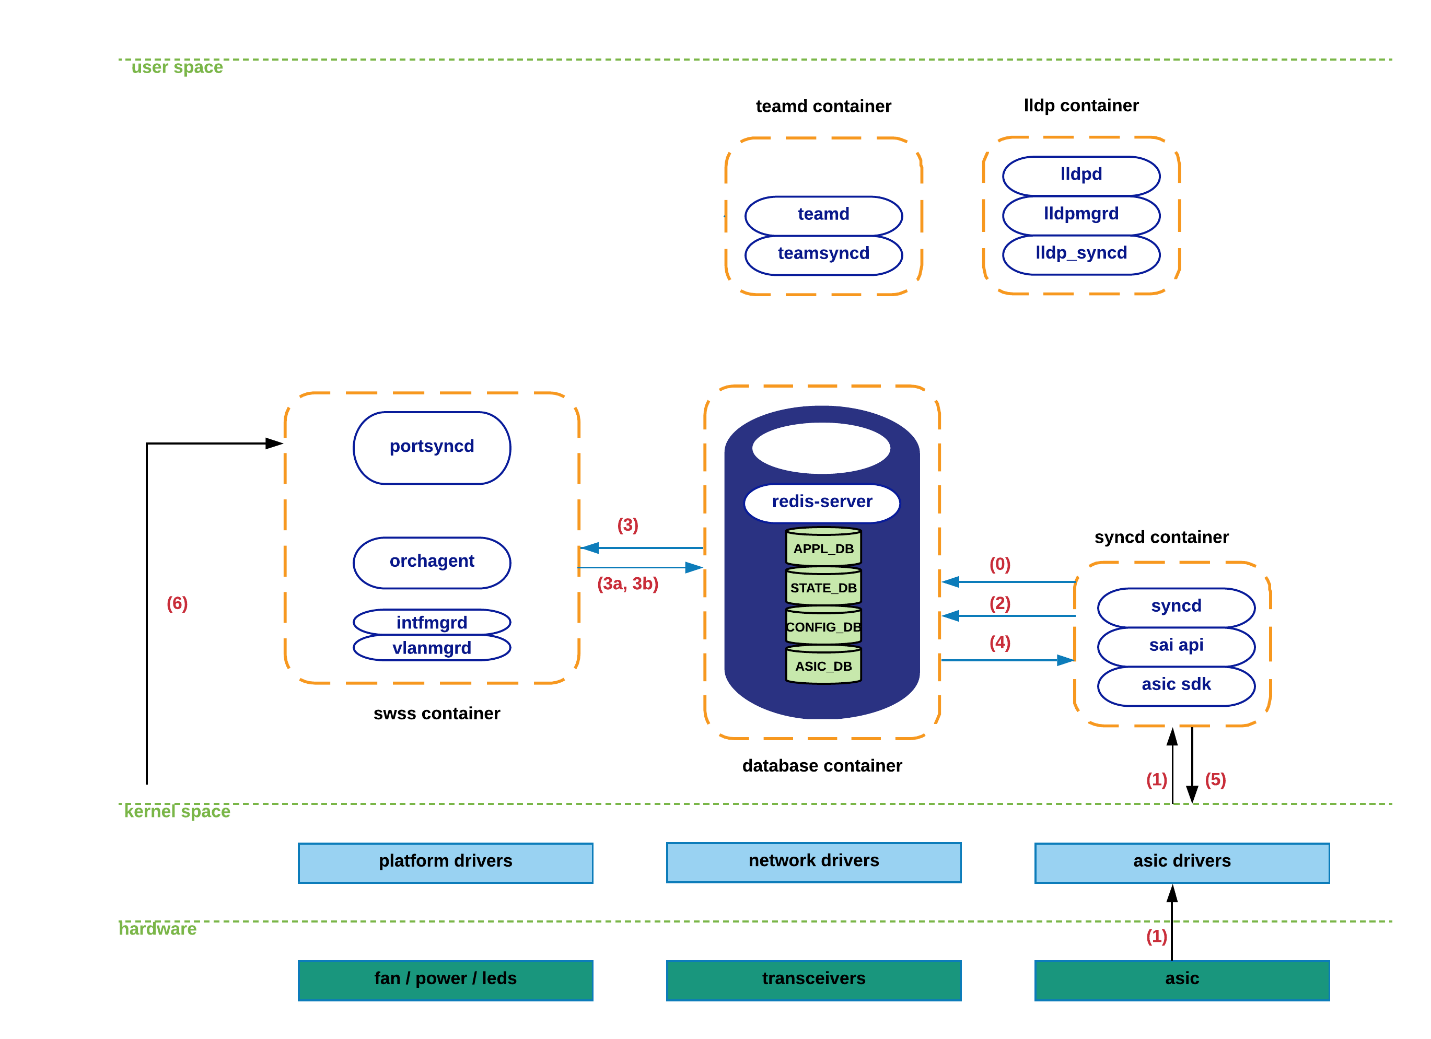 user space
teamd container
lldp container
lldpd
lldpmgrd
lldp_syncd
teamd
teamsyncd
portsyncd
orchagent
intfmgrd
vlanmgrd
swss container
(3)
(3a, 3b)
(6)
redis-server
APPL_DB
STATE_DB
CONFIG_DB
ASIC_DB
database container
(0)
(2)
(4)
syncd container
syncd
sai api
asic sdk
(1)
(5)
kernel space
platform drivers
network drivers
asic drivers
hardware
(1)
fan / power / leds
transceivers
asic